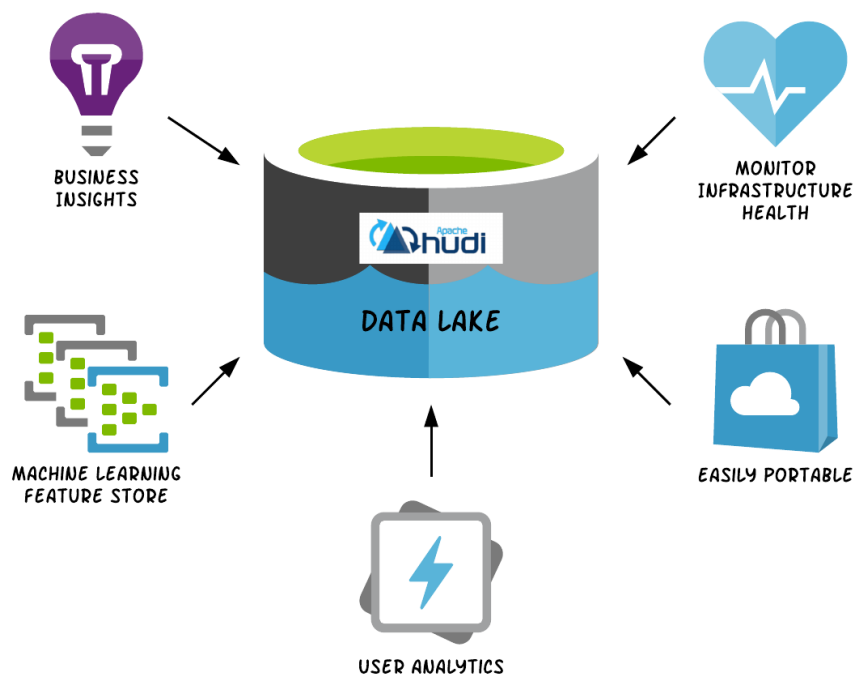 BUSINESS
INSIGHTS
MONITOR
INFRASTRUCTURE
HEALTH
Apache
hudi
DATA LAKE
MACHINE LEARNING
FEATURE STORE
EASILY PORTABLE
USER ANALYTICS